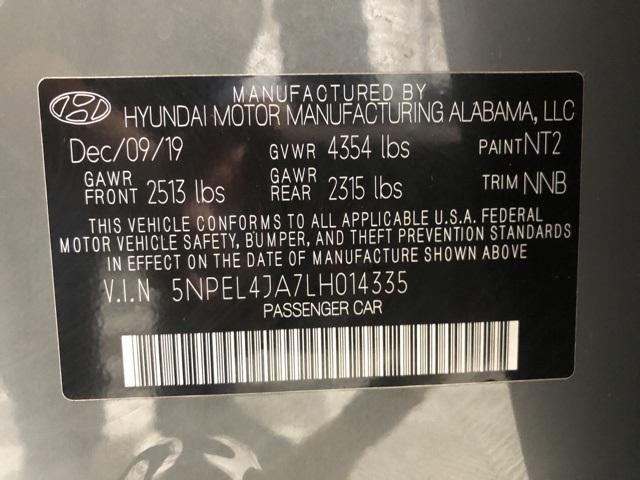 MANUFACTURED BY
HYUNDAI MOTOR MANUFACTURING ALABAMA, LLC
Dec/09/19 GVWR 4354 lbs PAINT NT2
GAWR FRONT 2513 lbs GAWR REAR 2315 lbs TRIM NNB
THIS VEHICLE CONFORMS TO ALL APPLICABLE U.S.A. FEDERAL
MOTOR VEHICLE SAFETY, BUMPER, AND THEFT PREVENTION STANDARDS
IN EFFECT ON THE DATE OF MANUFACTURE SHOWN ABOVE
V.I.N 5NPEL4JA7LH014335
PASSENGER CAR